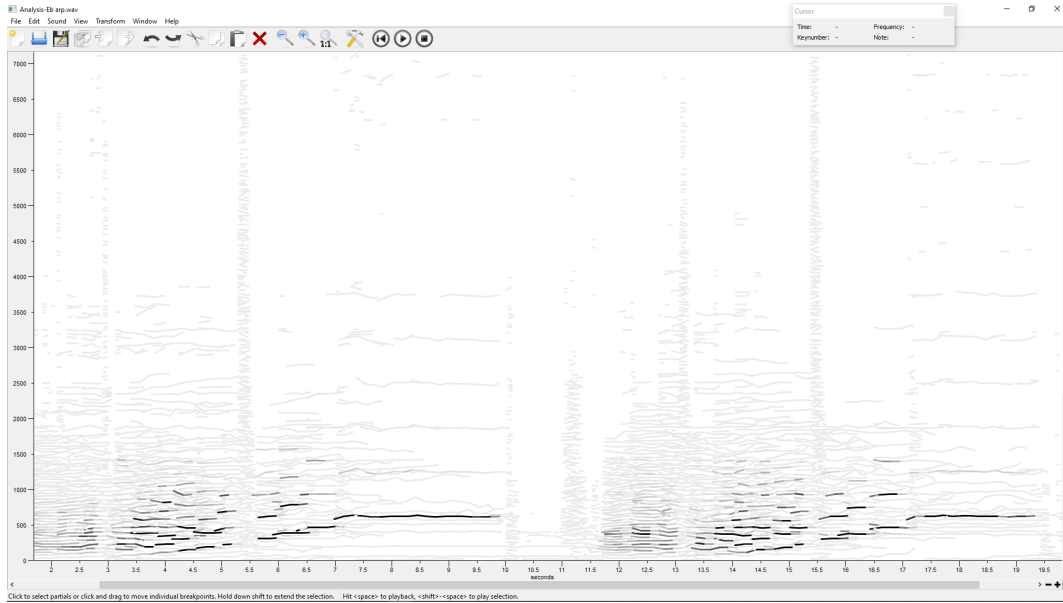 Analysis-Eb arp.wav
File Edit Sound View Transform Window Help
1:1
Cursor
Time: - Frequency: -
Keynumber: - Note: -
7000
6500
6000
5500
5000
4500
4000
3500
3000
2500
2000
1500
1000
500
0
2 2.5 3 3.5 4 4.5 5 5.5 6 6.5 7 7.5 8 8.5 9 9.5 10 10.5 11 11.5 12 12.5 13 13.5 14 14.5 15 15.5 16 16.5 17 17.5 18 18.5 19 19.5
seconds
Click to select partials or click and drag to move individual breakpoints. Hold down shift to extend the selection. Hit <space> to playback, <shift>-<space> to play selection.